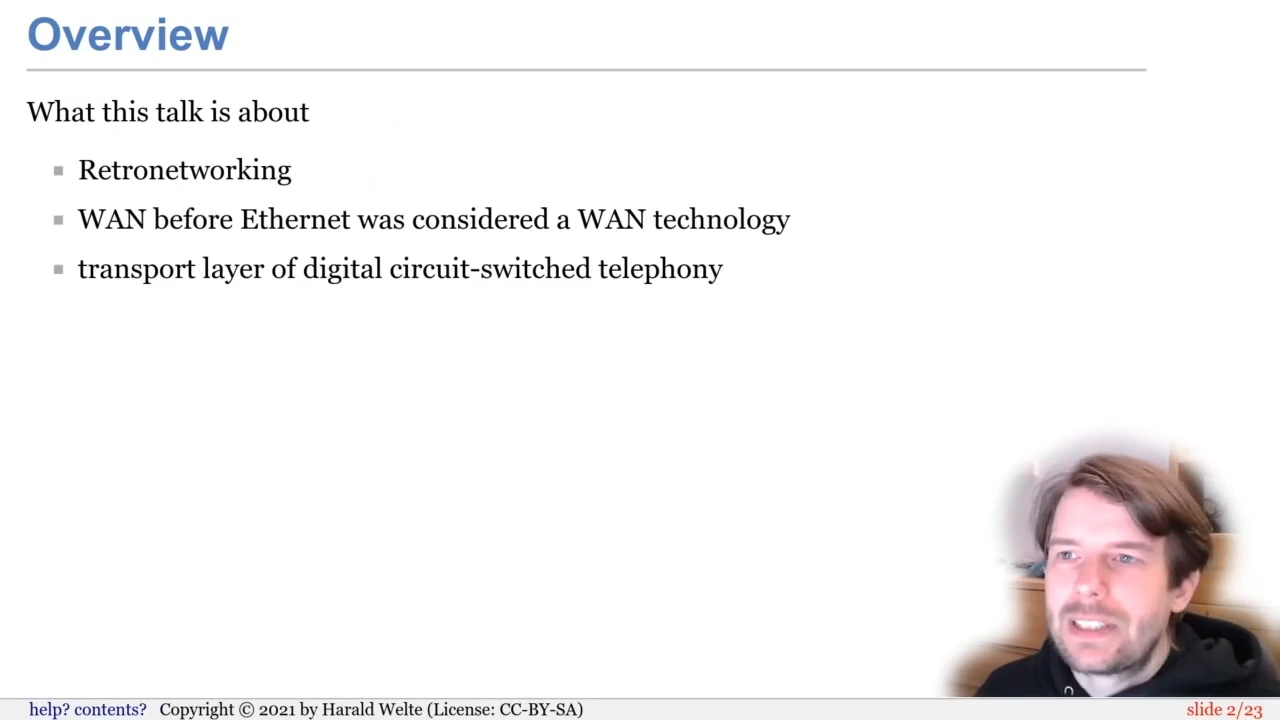 Overview
What this talk is about
Retronetworking
WAN before Ethernet was considered a WAN technology
transport layer of digital circuit-switched telephony
help? contents? Copyright © 2021 by Harald Welte (License: CC-BY-SA)
slide 2/23